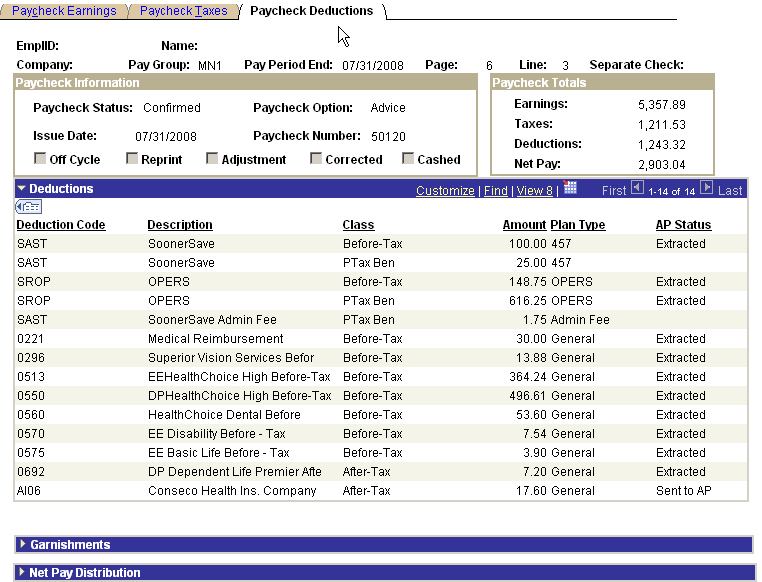 Paycheck Earnings Paycheck Taxes Paycheck Deductions
EmplID: Name:
Company: Pay Group: MN1 Pay Period End: 07/31/2008 Page: 6 Line: 3 Separate Check:
Paycheck Information
Paycheck Status: Confirmed Paycheck Option: Advice
Issue Date: 07/31/2008 Paycheck Number: 50120
Off Cycle Reprint Adjustment Corrected Cashed
Paycheck Totals
Earnings: 5,357.89
Taxes: 1,211.53
Deductions: 1,243.32
Net Pay: 2,903.04
Deductions Customize | Find | View 8 | First 1-14 of 14 Last
Deduction Code Description Class Amount Plan Type AP Status
SAST SoonerSave Before-Tax 100.00 457 Extracted
SAST SoonerSave PTax Ben 25.00 457
SROP OPERS Before-Tax 148.75 OPERS Extracted
SROP OPERS PTax Ben 616.25 OPERS Extracted
SAST SoonerSave Admin Fee PTax Ben 1.75 Admin Fee
0221 Medical Reimbursement Before-Tax 30.00 General Extracted
0296 Superior Vision Services Befor Before-Tax 13.88 General Extracted
0513 EEHealthChoice High Before-Tax Before-Tax 364.24 General Extracted
0550 DPHealthChoice High Before-Tax Before-Tax 496.61 General Extracted
0560 HealthChoice Dental Before Before-Tax 53.60 General Extracted
0570 EE Disability Before - Tax Before-Tax 7.54 General Extracted
0575 EE Basic Life Before - Tax Before-Tax 3.90 General Extracted
0692 DP Dependent Life Premier Afte After-Tax 7.20 General Extracted
AI06 Conseco Health Ins. Company After-Tax 17.60 General Sent to AP
Garnishments
Net Pay Distribution